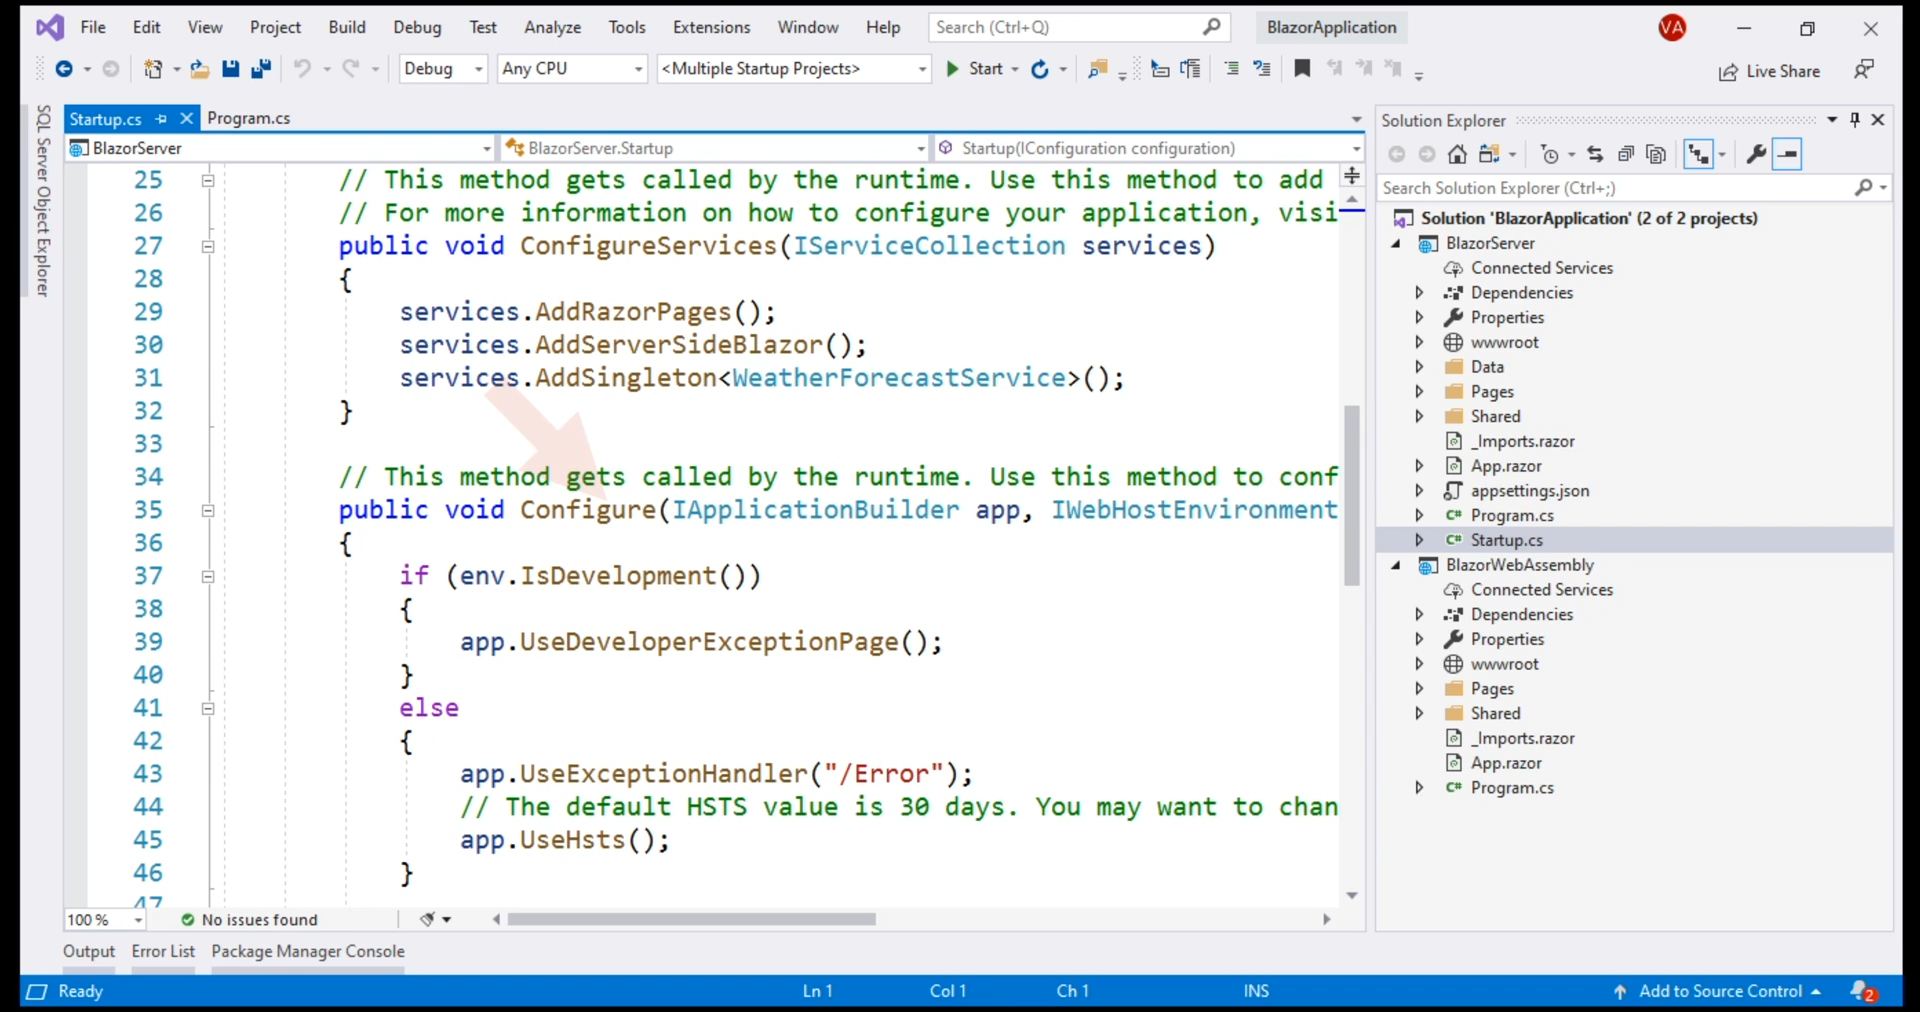 File Edit View Project Build Debug Test Analyze Tools Extensions Window Help Search (Ctrl+Q) BlazorApplication VA
Debug Any CPU <Multiple Startup Projects> Start Live Share
SQL Server Object Explorer
Startup.cs Program.cs
BlazorServer BlazorServer.Startup Startup(IConfiguration configuration)
25 // This method gets called by the runtime. Use this method to add
26 // For more information on how to configure your application, visi
27 public void ConfigureServices(IServiceCollection services)
28 {
29 services.AddRazorPages();
30 services.AddServerSideBlazor();
31 services.AddSingleton<WeatherForecastService>();
32 }
33
34 // This method gets called by the runtime. Use this method to conf
35 public void Configure(IApplicationBuilder app, IWebHostEnvironment
36 {
37 if (env.IsDevelopment())
38 {
39 app.UseDeveloperExceptionPage();
40 }
41 else
42 {
43 app.UseExceptionHandler("/Error");
44 // The default HSTS value is 30 days. You may want to chan
45 app.UseHsts();
46 }
47
100 % No issues found
Output Error List Package Manager Console
Solution Explorer
Search Solution Explorer (Ctrl+;)
Solution 'BlazorApplication' (2 of 2 projects)
BlazorServer
Connected Services
Dependencies
Properties
wwwroot
Data
Pages
Shared
_Imports.razor
App.razor
appsettings.json
C# Program.cs
C# Startup.cs
BlazorWebAssembly
Connected Services
Dependencies
Properties
wwwroot
Pages
Shared
_Imports.razor
App.razor
C# Program.cs
Ready Ln 1 Col 1 Ch 1 INS Add to Source Control 2